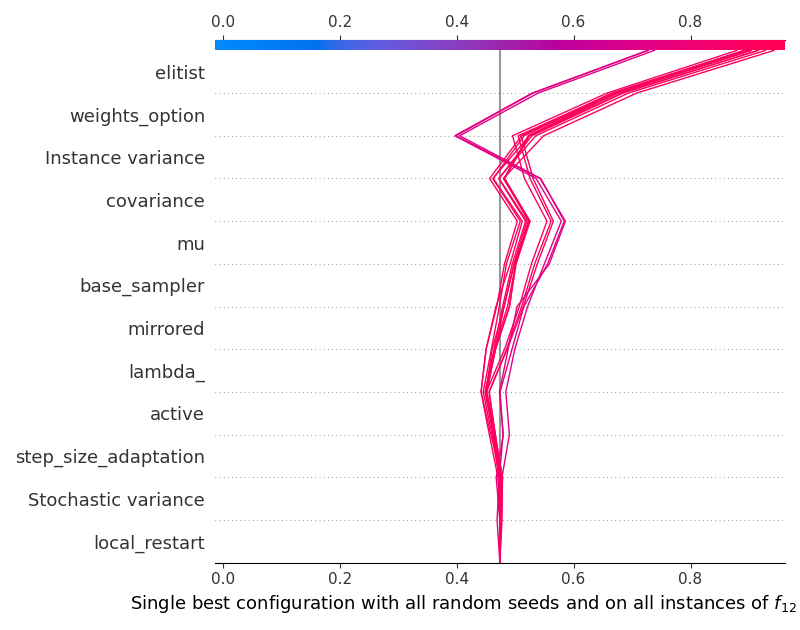 0.0 0.2 0.4 0.6 0.8
elitist
weights_option
Instance variance
covariance
mu
base_sampler
mirrored
lambda_
active
step_size_adaptation
Stochastic variance
local_restart
0.0 0.2 0.4 0.6 0.8
Single best configuration with all random seeds and on all instances of f₁₂